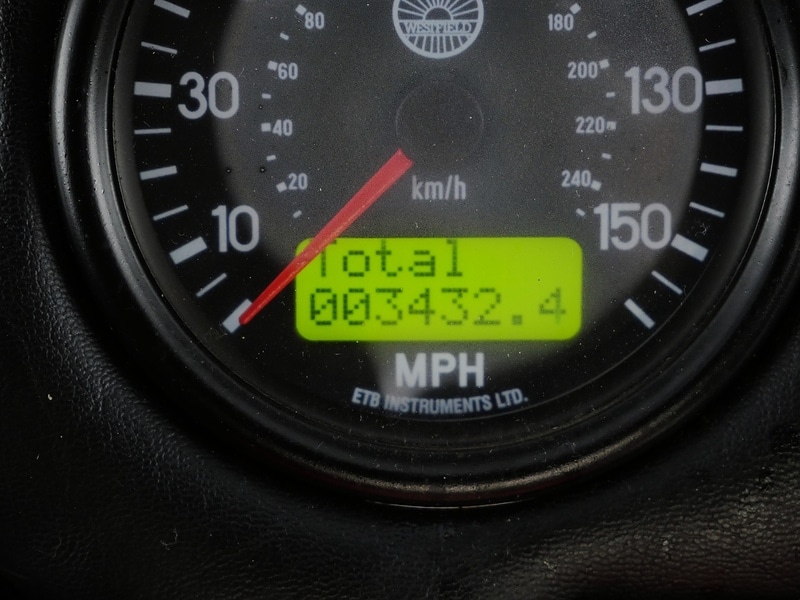 WESTFIELD
80
180
60
200
30
130
40
220
20
km/h
240
10
150
Total
003432.4
MPH
ETB INSTRUMENTS LTD.